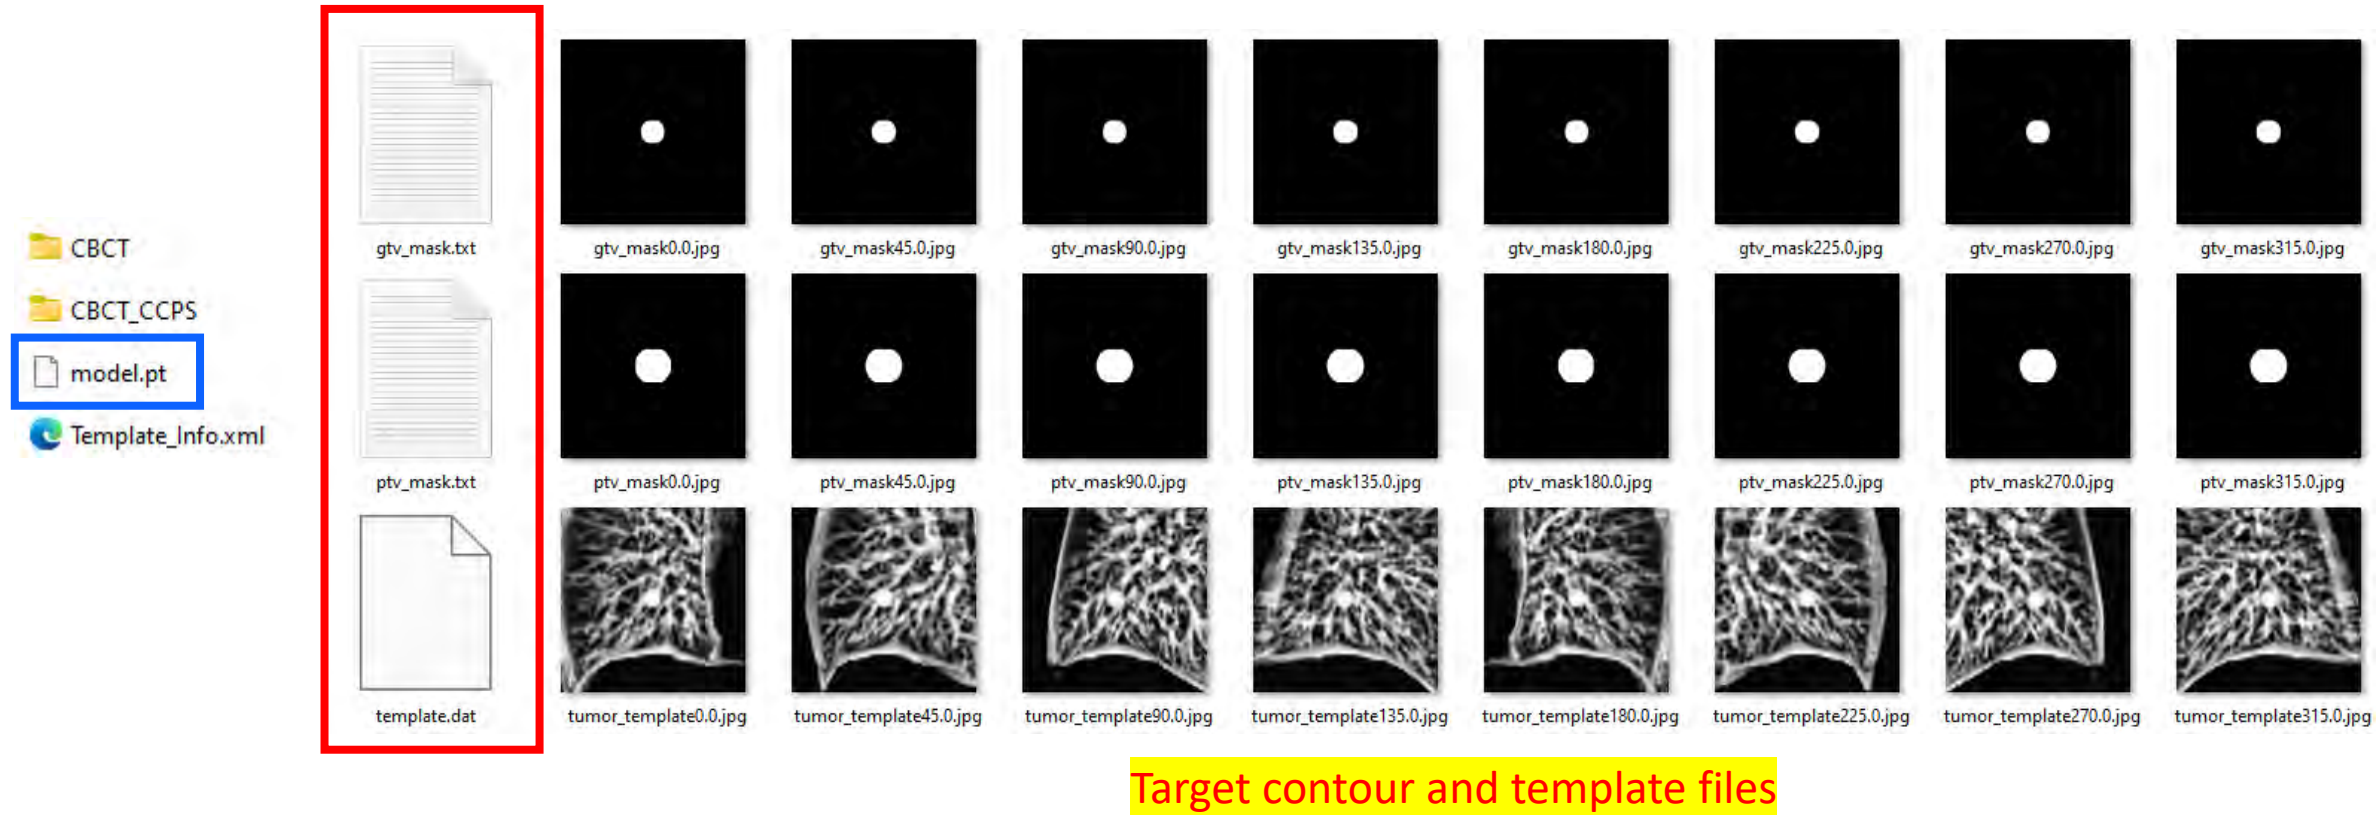 CBCT
CBCT_CCPS
model.pt
Template_Info.xml
gtv_mask.txt
gtv_mask0.0.jpg
gtv_mask45.0.jpg
gtv_mask90.0.jpg
gtv_mask135.0.jpg
gtv_mask180.0.jpg
gtv_mask225.0.jpg
gtv_mask270.0.jpg
gtv_mask315.0.jpg
ptv_mask.txt
ptv_mask0.0.jpg
ptv_mask45.0.jpg
ptv_mask90.0.jpg
ptv_mask135.0.jpg
ptv_mask180.0.jpg
ptv_mask225.0.jpg
ptv_mask270.0.jpg
ptv_mask315.0.jpg
template.dat
tumor_template0.0.jpg
tumor_template45.0.jpg
tumor_template90.0.jpg
tumor_template135.0.jpg
tumor_template180.0.jpg
tumor_template225.0.jpg
tumor_template270.0.jpg
tumor_template315.0.jpg
Target contour and template files